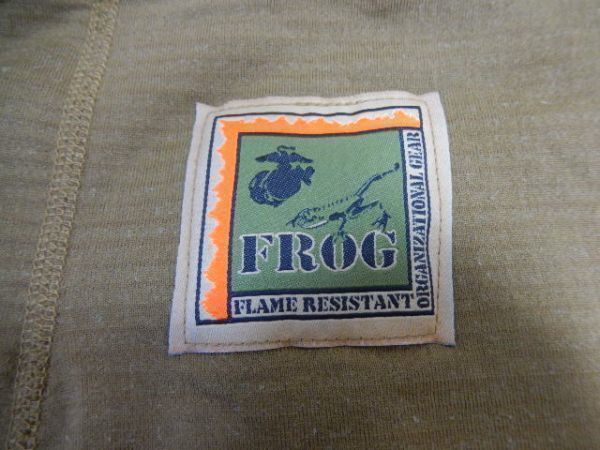 FROG
FLAME RESISTANT
ORGANIZATIONAL GEAR